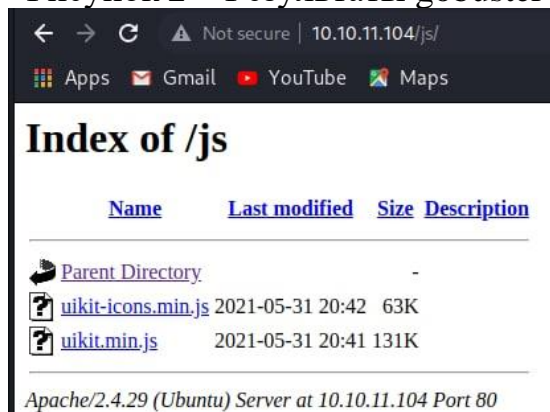 ← → C Not secure | 10.10.11.104/js/
Apps Gmail YouTube Maps
Index of /js
Name Last modified Size Description
Parent Directory -
uikit-icons.min.js 2021-05-31 20:42 63K
uikit.min.js 2021-05-31 20:41 131K
Apache/2.4.29 (Ubuntu) Server at 10.10.11.104 Port 80